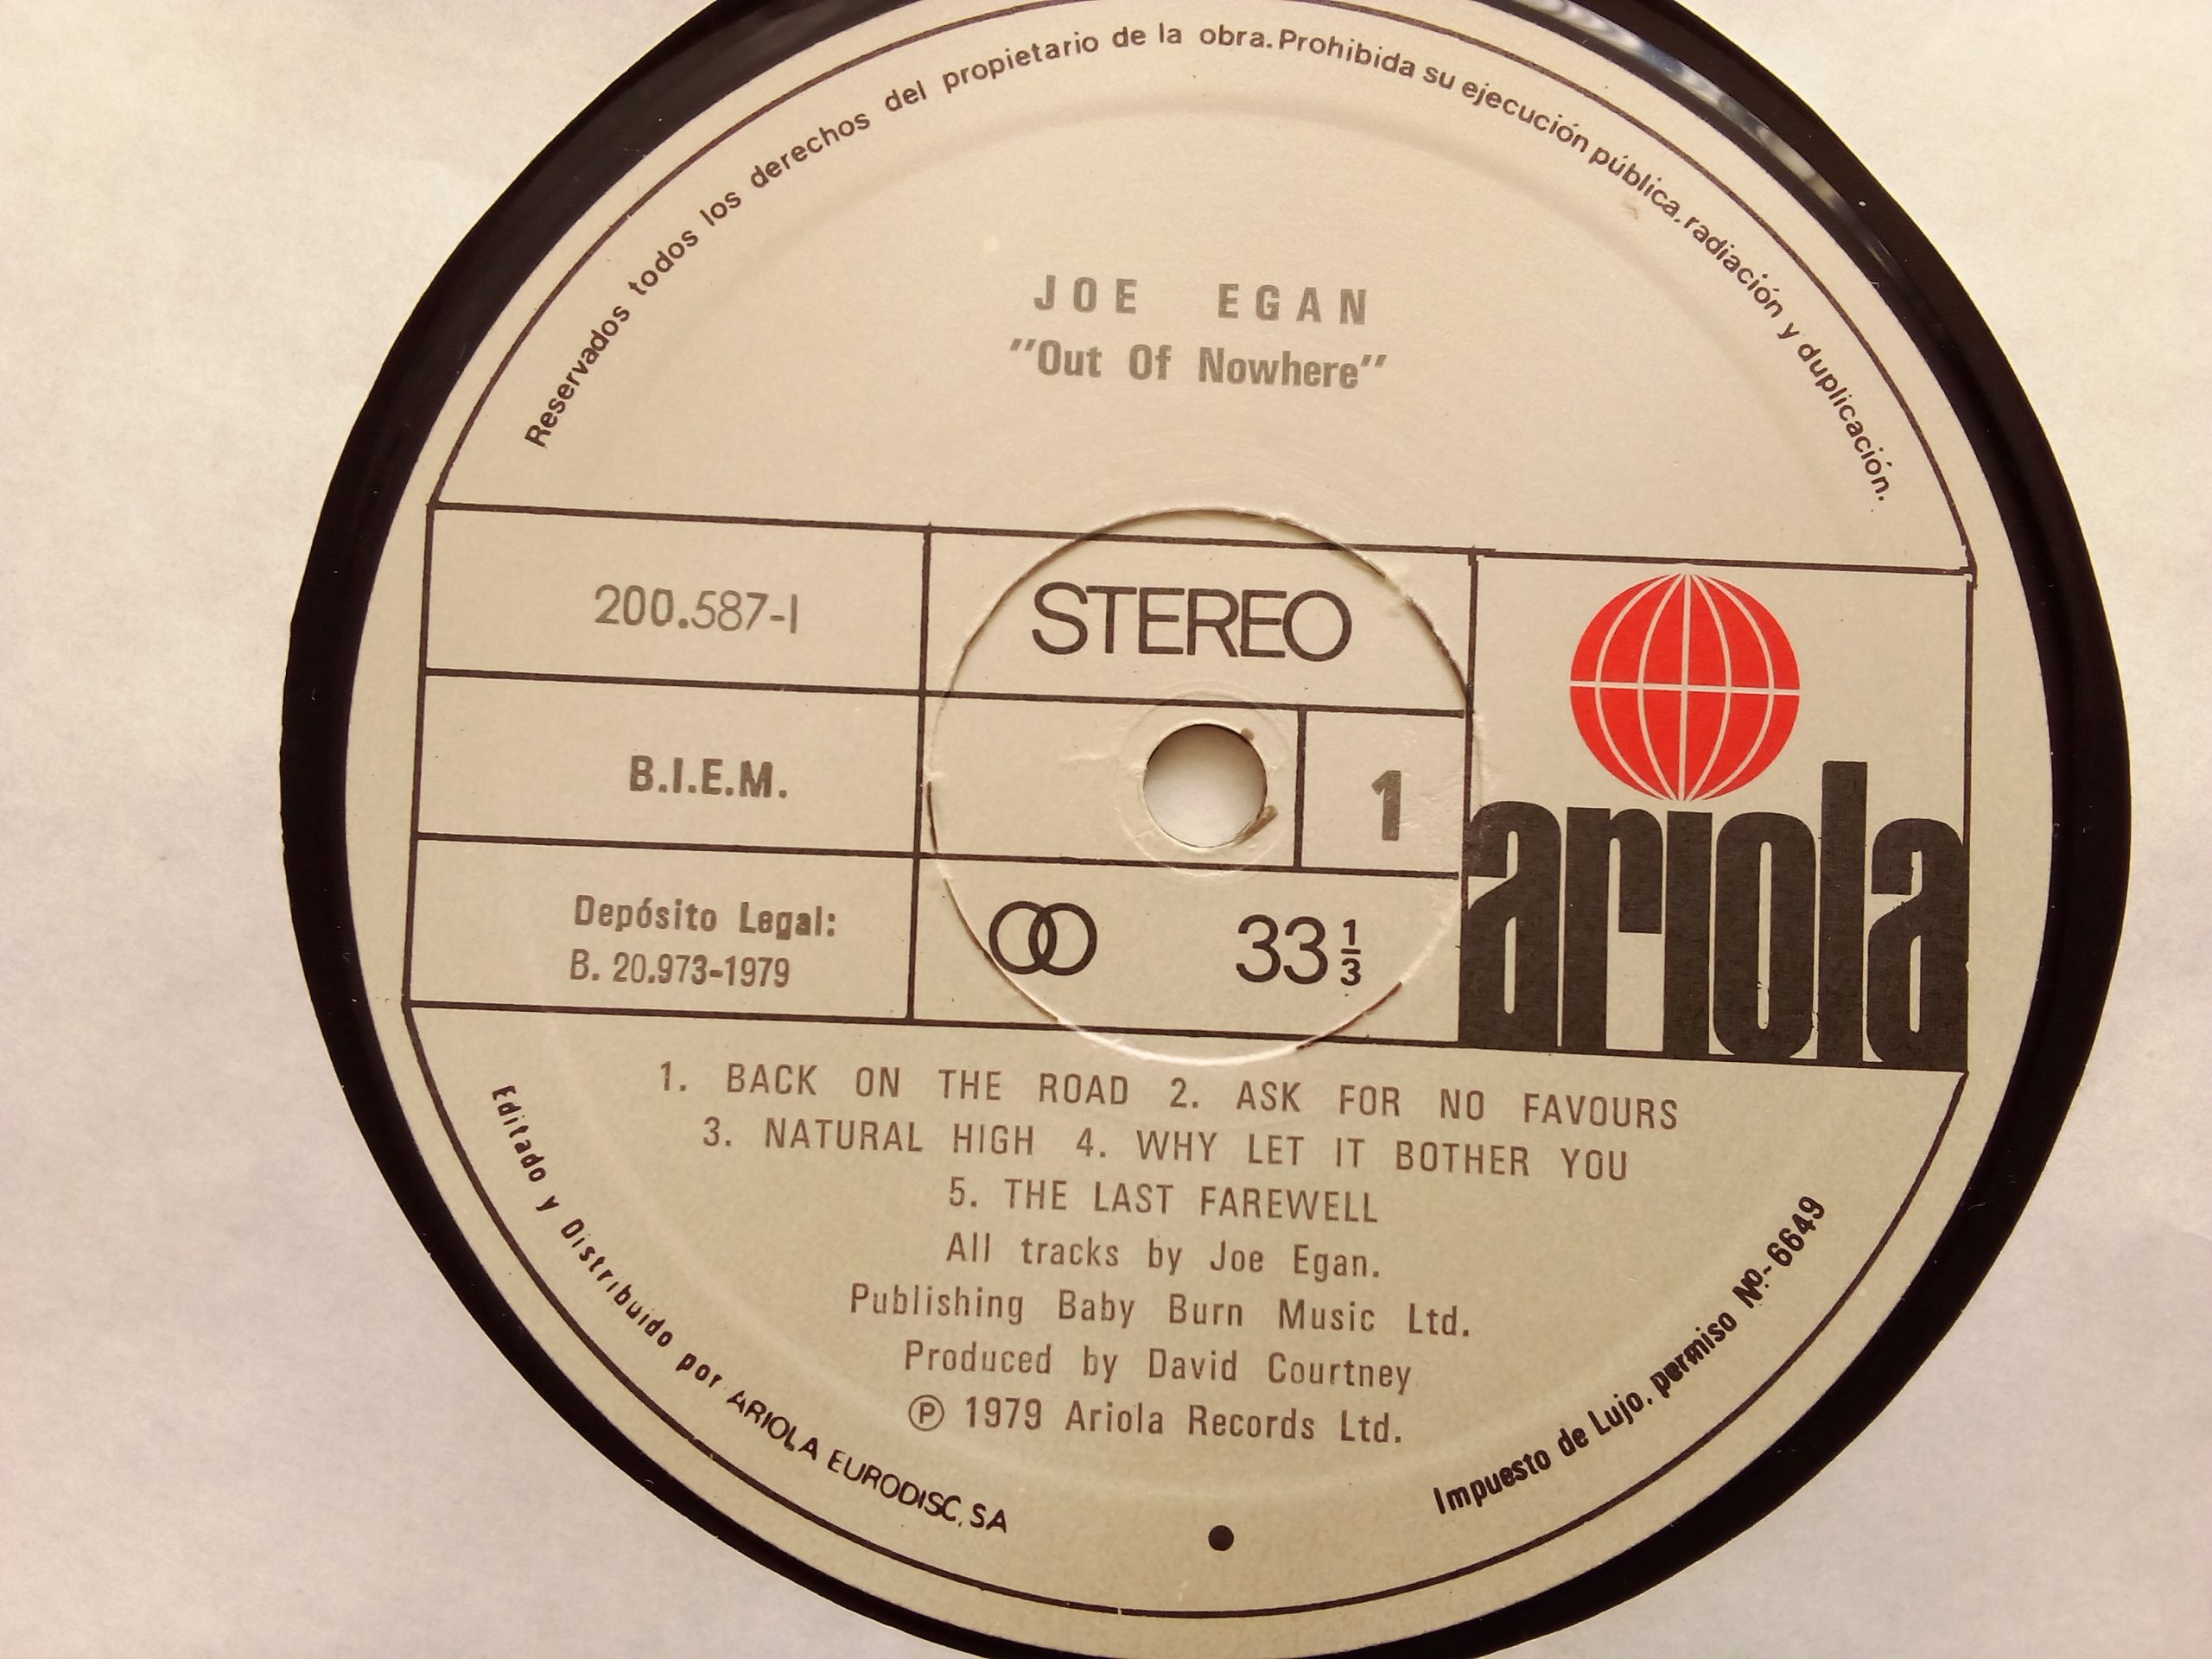 Reservados todos los derechos del propietario de la obra. Prohibida su ejecución pública, radiación y duplicación.
JOE EGAN
"Out Of Nowhere"
200.587-I
STEREO
B.I.E.M.
1
ariola
Depósito Legal:
B. 20.973-1979
33 1/3
1. BACK ON THE ROAD 2. ASK FOR NO FAVOURS
3. NATURAL HIGH 4. WHY LET IT BOTHER YOU
5. THE LAST FAREWELL
All tracks by Joe Egan.
Publishing Baby Burn Music Ltd.
Produced by David Courtney
Ⓟ 1979 Ariola Records Ltd.
Editado y Distribuido por ARIOLA EURODISC, SA
Impuesto de Lujo, permiso Nº.-6649